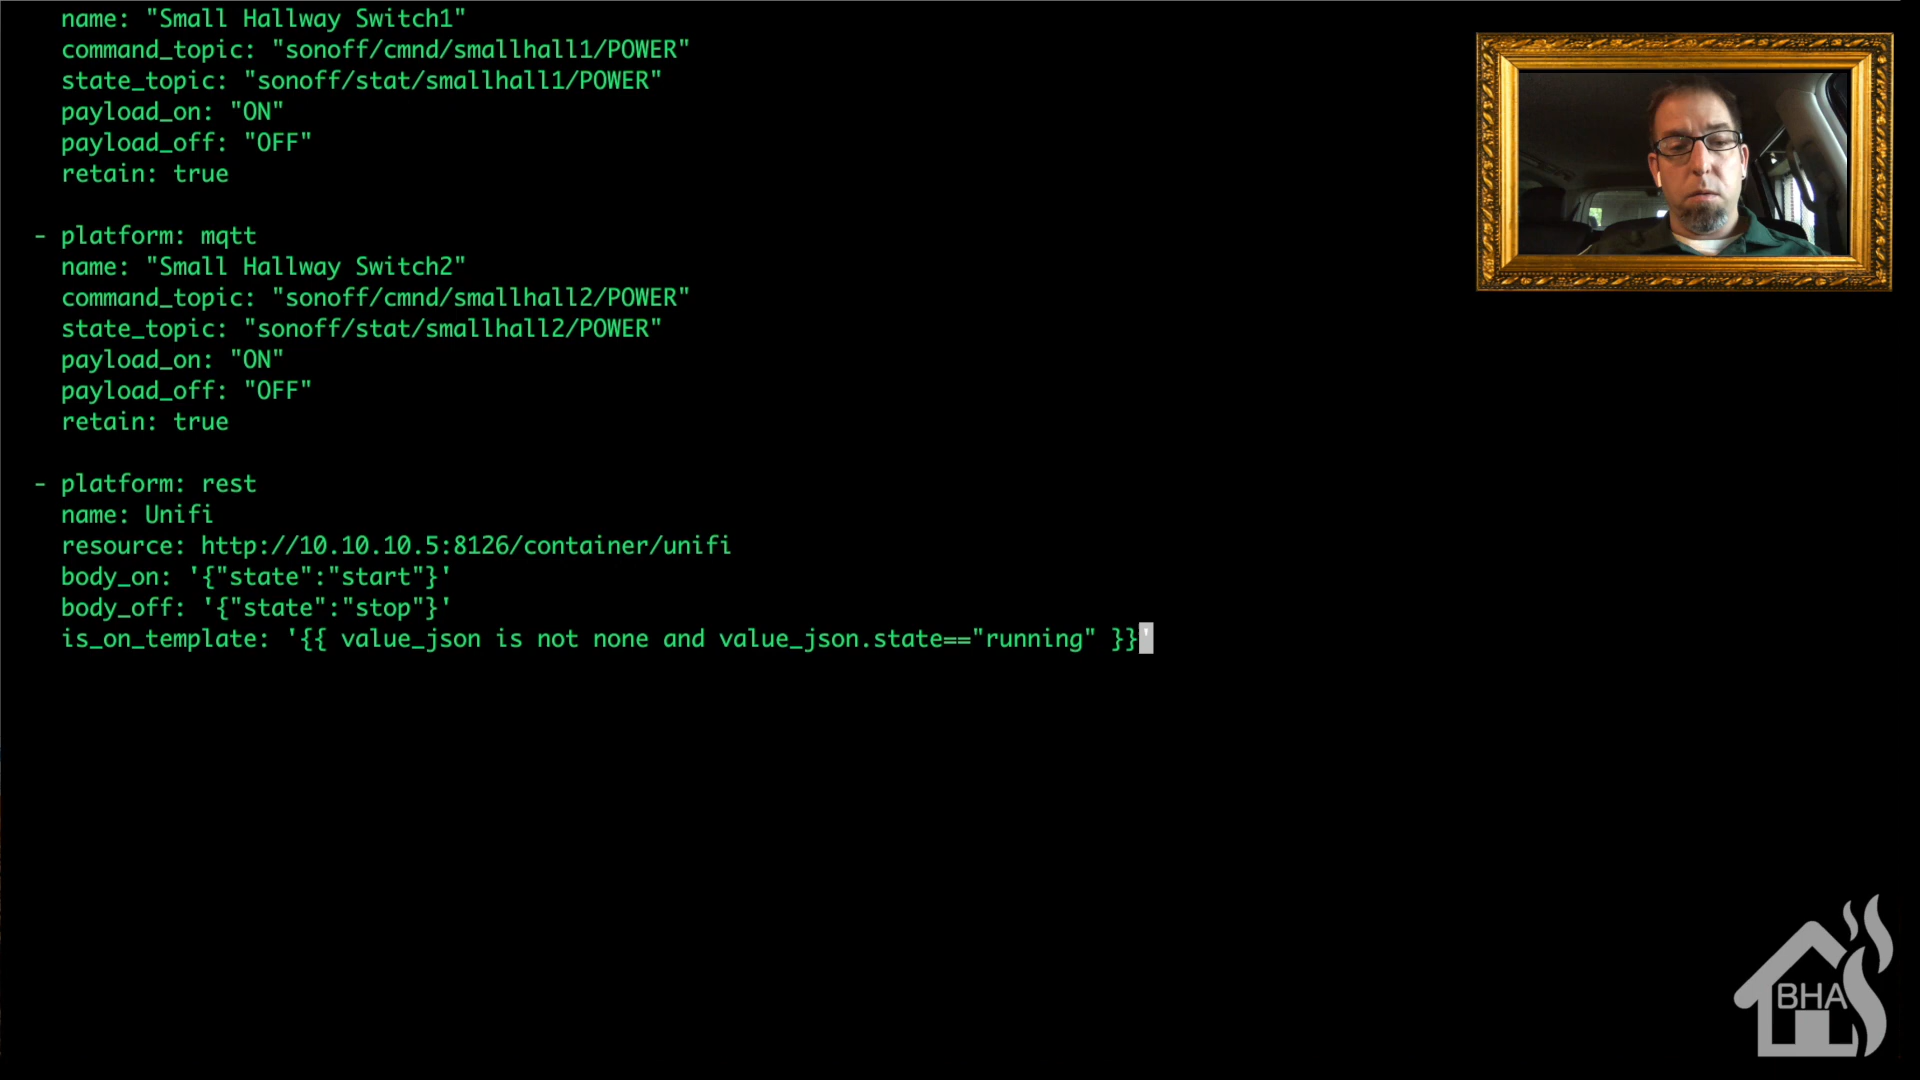 name: "Small Hallway Switch1"
command_topic: "sonoff/cmnd/smallhall1/POWER"
state_topic: "sonoff/stat/smallhall1/POWER"
payload_on: "ON"
payload_off: "OFF"
retain: true
- platform: mqtt
name: "Small Hallway Switch2"
command_topic: "sonoff/cmnd/smallhall2/POWER"
state_topic: "sonoff/stat/smallhall2/POWER"
payload_on: "ON"
payload_off: "OFF"
retain: true
- platform: rest
name: Unifi
resource: http://10.10.10.5:8126/container/unifi
body_on: '{"state":"start"}'
body_off: '{"state":"stop"}'
is_on_template: '{{ value_json is not none and value_json.state=="running" }}'
BHA